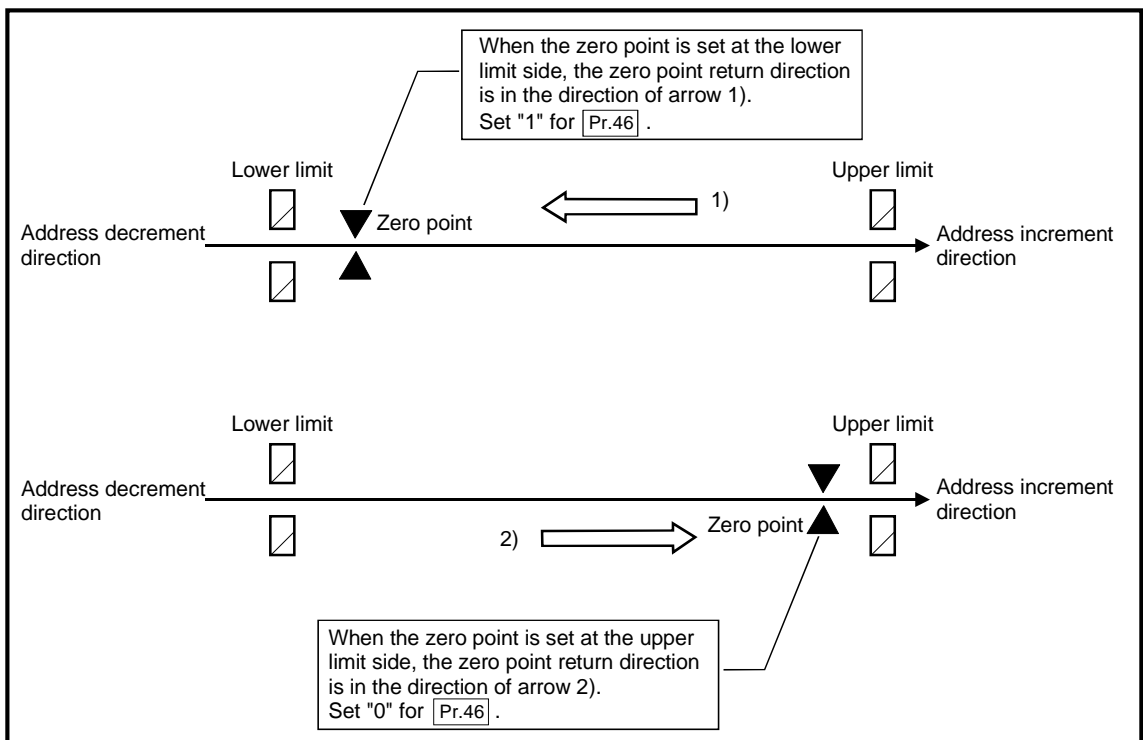 When the zero point is set at the lower
limit side, the zero point return direction
is in the direction of arrow 1).
Set "1" for Pr.46 .
Lower limit
Upper limit
1)
Zero point
Address decrement
direction
Address increment
direction
Lower limit
Upper limit
Address decrement
direction
Address increment
direction
2)
Zero point
When the zero point is set at the upper
limit side, the zero point return direction
is in the direction of arrow 2).
Set "0" for Pr.46 .